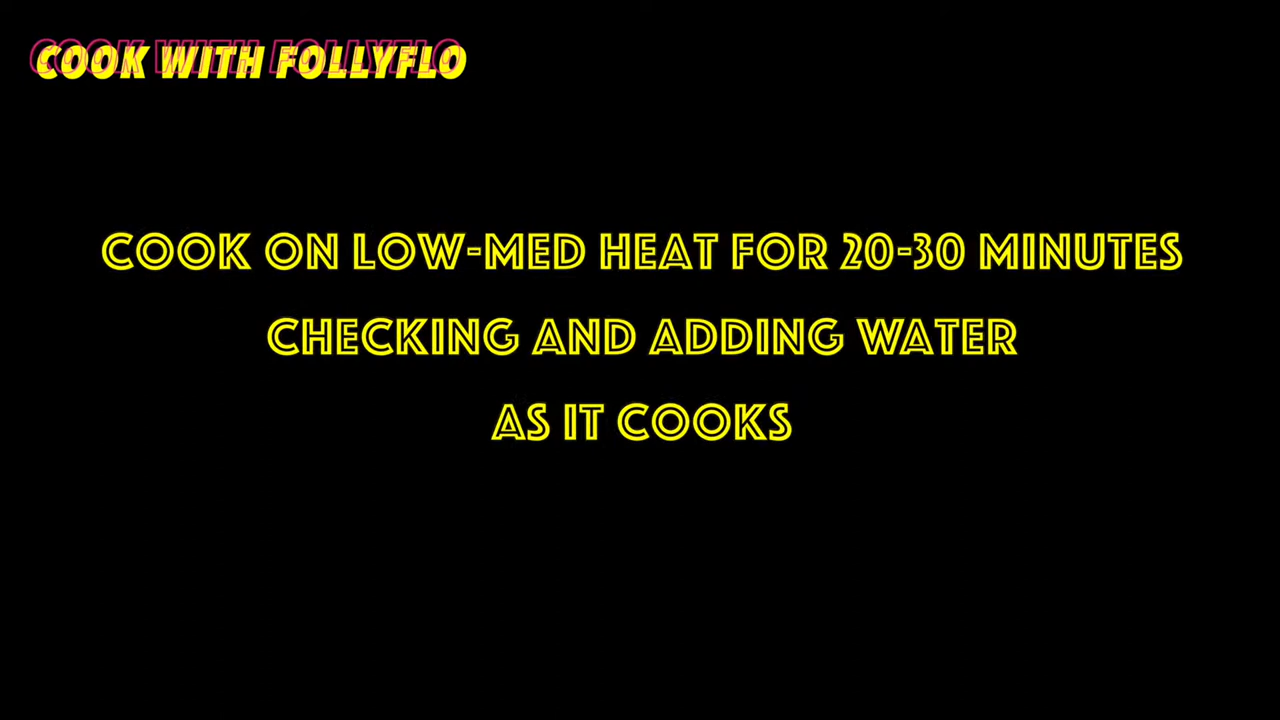 COOK WITH FOLLYFLO
COOK ON LOW-MED HEAT FOR 20-30 MINUTES
CHECKING AND ADDING WATER
AS IT COOKS